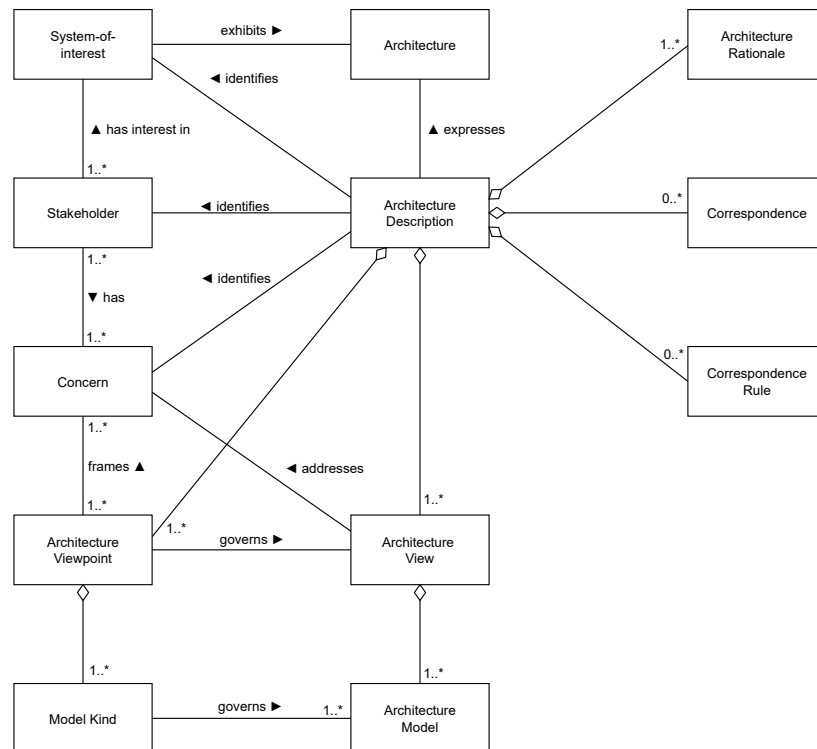 System-of-
interest
exhibits ►
Architecture
1..*
Architecture
Rationale
◄ identifies
▲ has interest in
▲ expresses
1..*
Stakeholder
◄ identifies
Architecture
Description
0..*
Correspondence
1..*
◄ identifies
▼ has
1..*
0..*
Concern
Correspondence
Rule
1..*
frames ▲
◄ addresses
1..*
1..*
1..*
Architecture
Viewpoint
governs ►
Architecture
View
1..*
1..*
Model Kind
governs ►
1..*
Architecture
Model